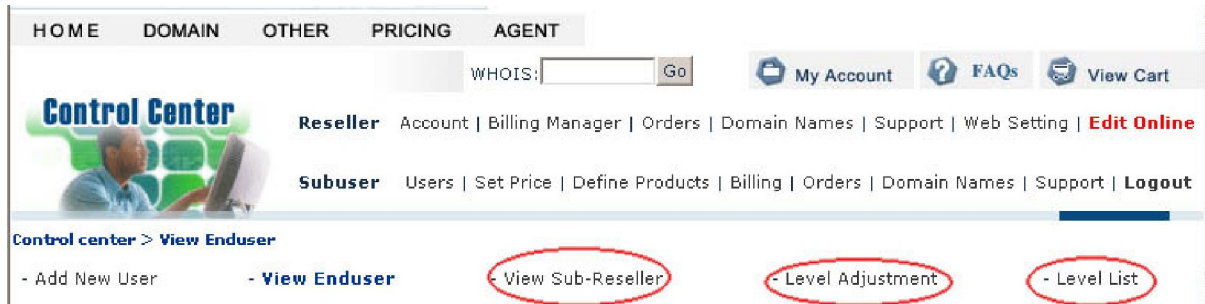 HOME DOMAIN OTHER PRICING AGENT
WHOIS: Go My Account FAQs View Cart
Control Center
Reseller Account | Billing Manager | Orders | Domain Names | Support | Web Setting | Edit Online
Subuser Users | Set Price | Define Products | Billing | Orders | Domain Names | Support | Logout
Control center > View Enduser
- Add New User - View Enduser - View Sub-Reseller - Level Adjustment - Level List